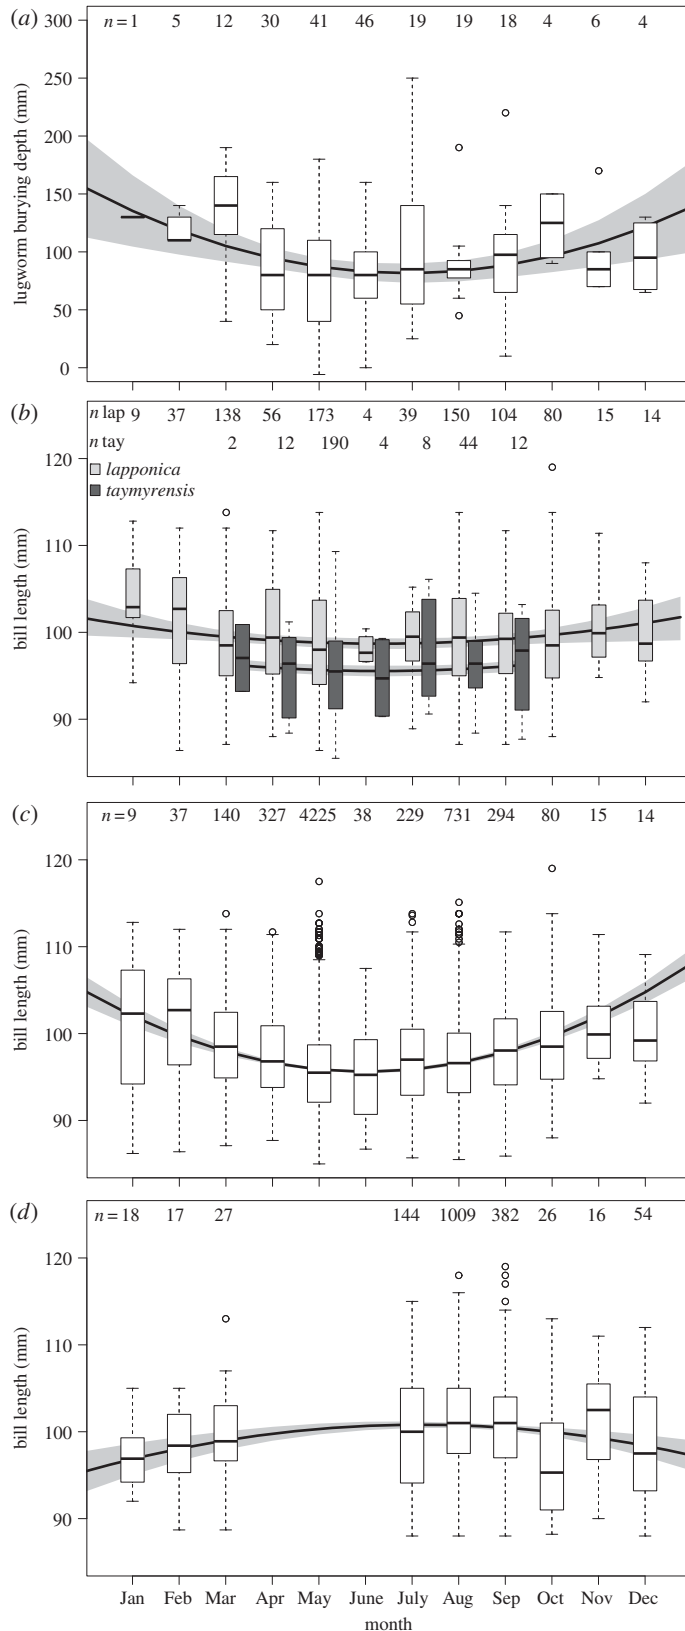 (a)
n = 1 5 12 30 41 46 19 19 18 4 6 4
300
250
200
150
100
50
0
lugworm burying depth (mm)
(b)
n lap 9 37 138 56 173 4 39 150 104 80 15 14
n tay 2 12 190 4 8 44 12
lapponica
taymyrensis
120
110
100
90
bill length (mm)
(c)
n = 9 37 140 327 4225 38 229 731 294 80 15 14
120
110
100
90
bill length (mm)
(d)
n = 18 17 27 144 1009 382 26 16 54
120
110
100
90
bill length (mm)
Jan Feb Mar Apr May June July Aug Sep Oct Nov Dec
month